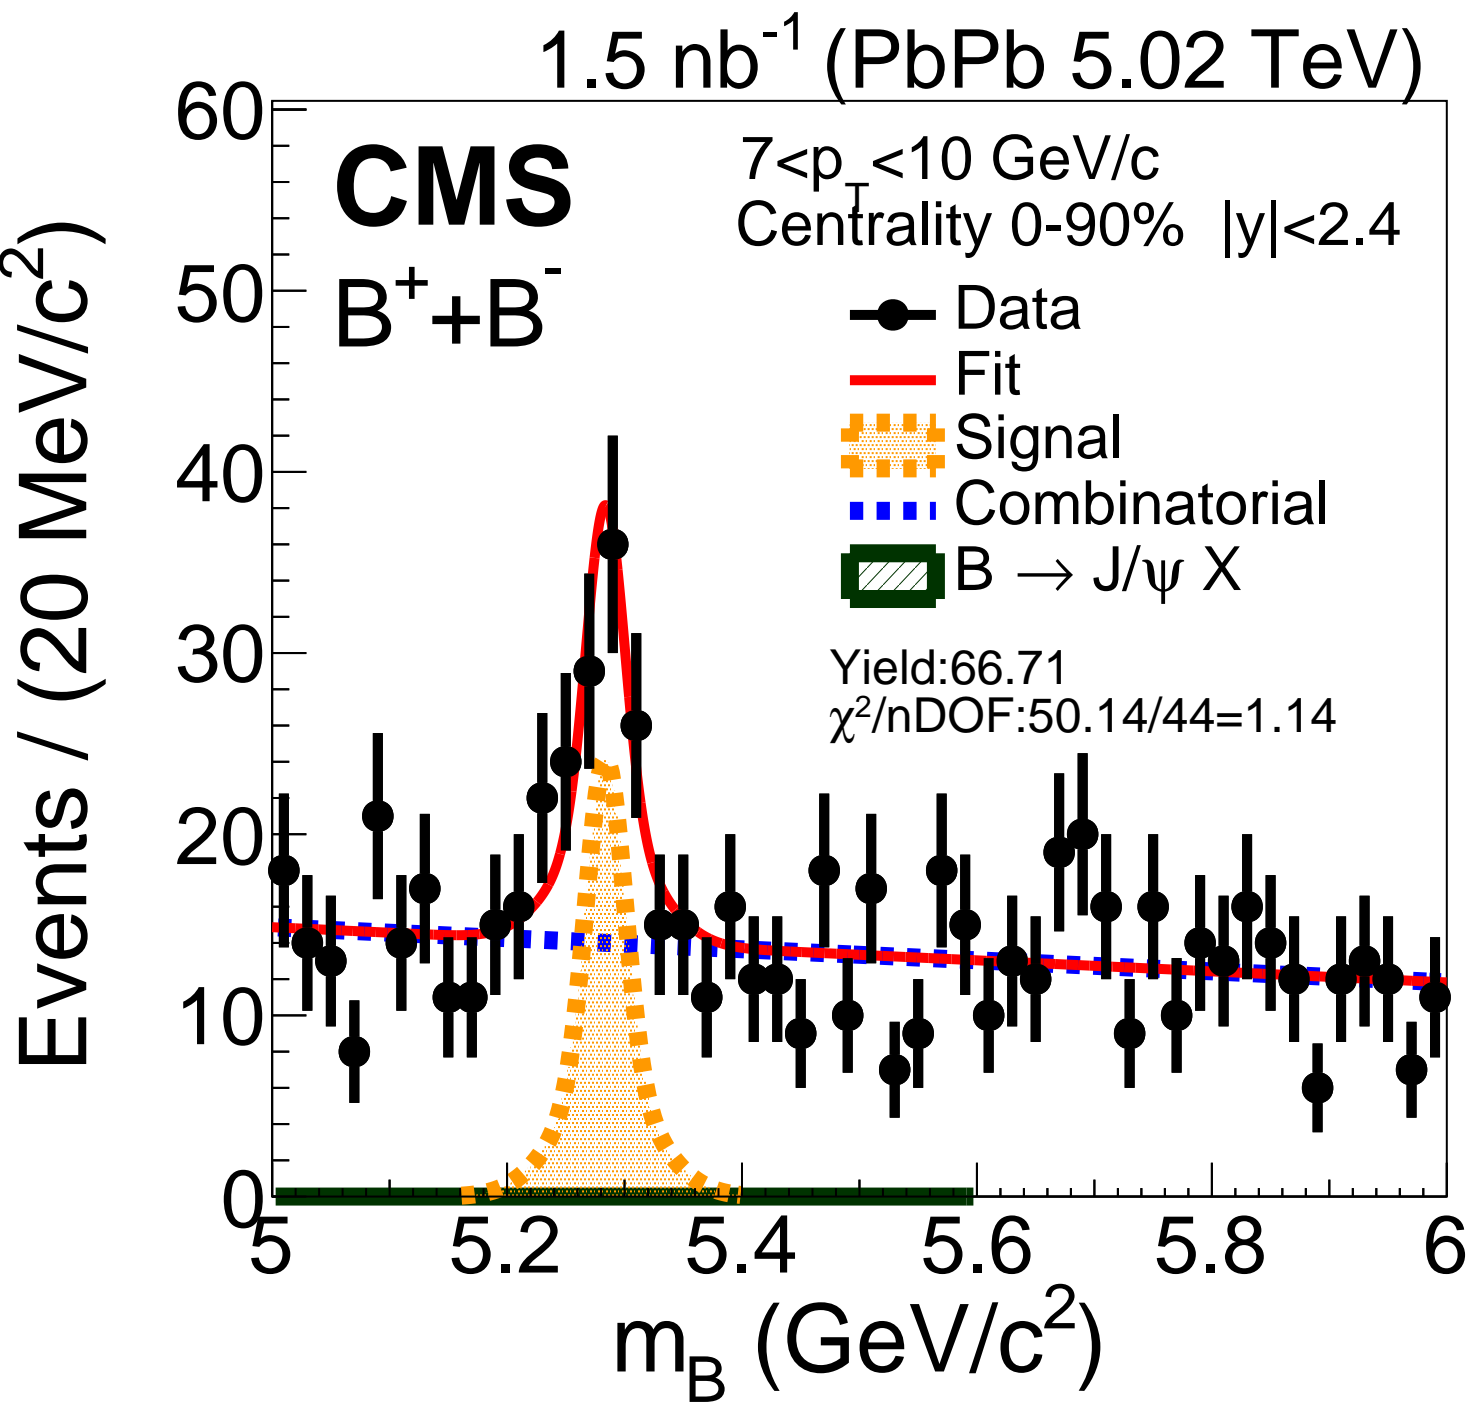 1.5 nb⁻¹ (PbPb 5.02 TeV)
CMS
B⁺+B⁻
7<p_T<10 GeV/c
Centrality 0-90% |y|<2.4
Data
Fit
Signal
Combinatorial
B → J/ψ X
Yield:66.71
χ²/nDOF:50.14/44=1.14
Events / (20 MeV/c²)
60
50
40
30
20
10
0
5 5.2 5.4 5.6 5.8 6
m_B (GeV/c²)